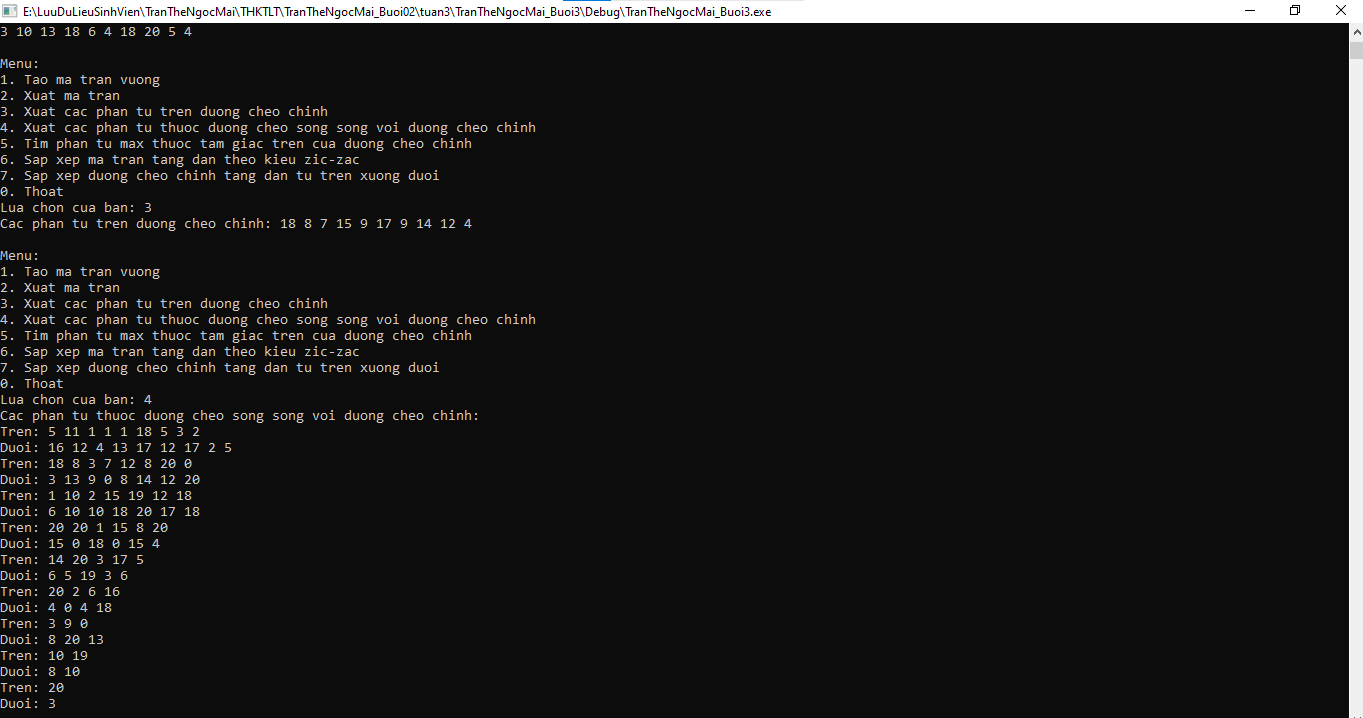 E:\LuuDuLieuSinhVien\TranTheNgocMai\THKTLT\TranTheNgocMai_Buoi02\tuan3\TranTheNgocMai_Buoi3\Debug\TranTheNgocMai_Buoi3.exe
3 10 13 18 6 4 18 20 5 4
Menu:
1. Tao ma tran vuong
2. Xuat ma tran
3. Xuat cac phan tu tren duong cheo chinh
4. Xuat cac phan tu thuoc duong cheo song song voi duong cheo chinh
5. Tim phan tu max thuoc tam giac tren cua duong cheo chinh
6. Sap xep ma tran tang dan theo kieu zic-zac
7. Sap xep duong cheo chinh tang dan tu tren xuong duoi
0. Thoat
Lua chon cua ban: 3
Cac phan tu tren duong cheo chinh: 18 8 7 15 9 17 9 14 12 4
Menu:
1. Tao ma tran vuong
2. Xuat ma tran
3. Xuat cac phan tu tren duong cheo chinh
4. Xuat cac phan tu thuoc duong cheo song song voi duong cheo chinh
5. Tim phan tu max thuoc tam giac tren cua duong cheo chinh
6. Sap xep ma tran tang dan theo kieu zic-zac
7. Sap xep duong cheo chinh tang dan tu tren xuong duoi
0. Thoat
Lua chon cua ban: 4
Cac phan tu thuoc duong cheo song song voi duong cheo chinh:
Tren: 5 11 1 1 1 18 5 3 2
Duoi: 16 12 4 13 17 12 17 2 5
Tren: 18 8 3 7 12 8 20 0
Duoi: 3 13 9 0 8 14 12 20
Tren: 1 10 2 15 19 12 18
Duoi: 6 10 10 18 20 17 18
Tren: 20 20 1 15 8 20
Duoi: 15 0 18 0 15 4
Tren: 14 20 3 17 5
Duoi: 6 5 19 3 6
Tren: 20 2 6 16
Duoi: 4 0 4 18
Tren: 3 9 0
Duoi: 8 20 13
Tren: 10 19
Duoi: 8 10
Tren: 20
Duoi: 3